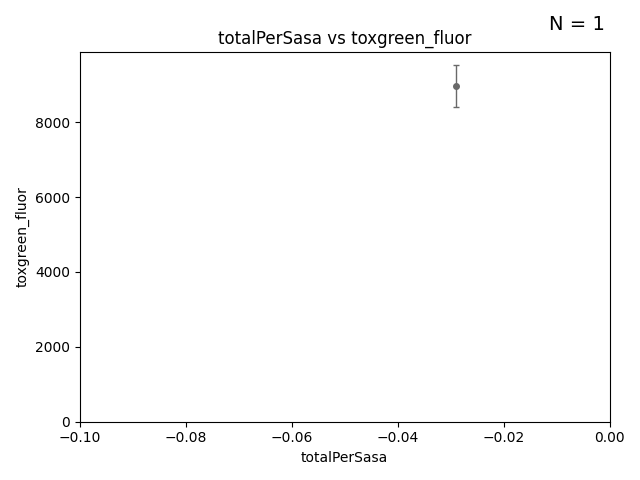 N = 1
totalPerSasa vs toxgreen_fluor
8000
6000
4000
2000
0
toxgreen_fluor
−0.10 −0.08 −0.06 −0.04 −0.02 0.00
totalPerSasa